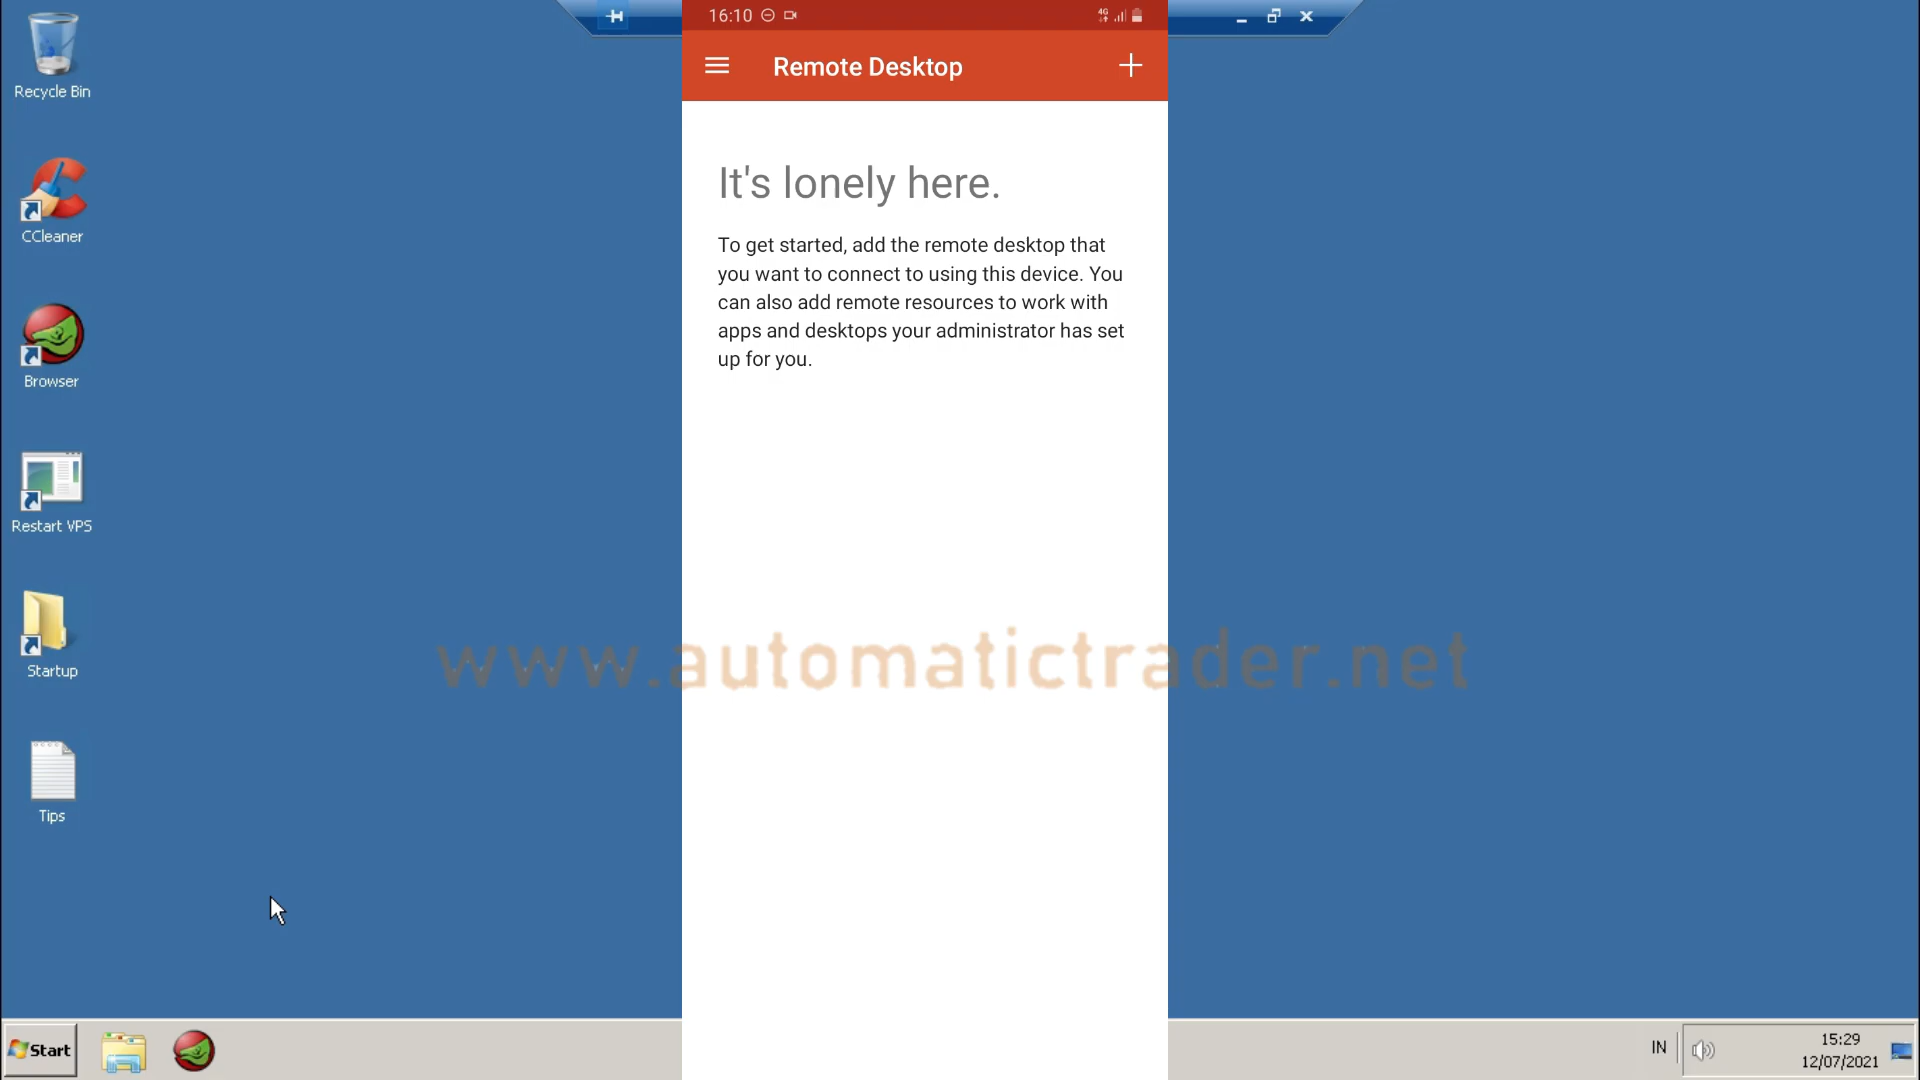 Recycle Bin
CCleaner
Browser
Restart VPS
Startup
Tips
16:10
4G
Remote Desktop
It's lonely here.
To get started, add the remote desktop that
you want to connect to using this device. You
can also add remote resources to work with
apps and desktops your administrator has set
up for you.
www.automatictrader.net
Start
IN
15:29
12/07/2021